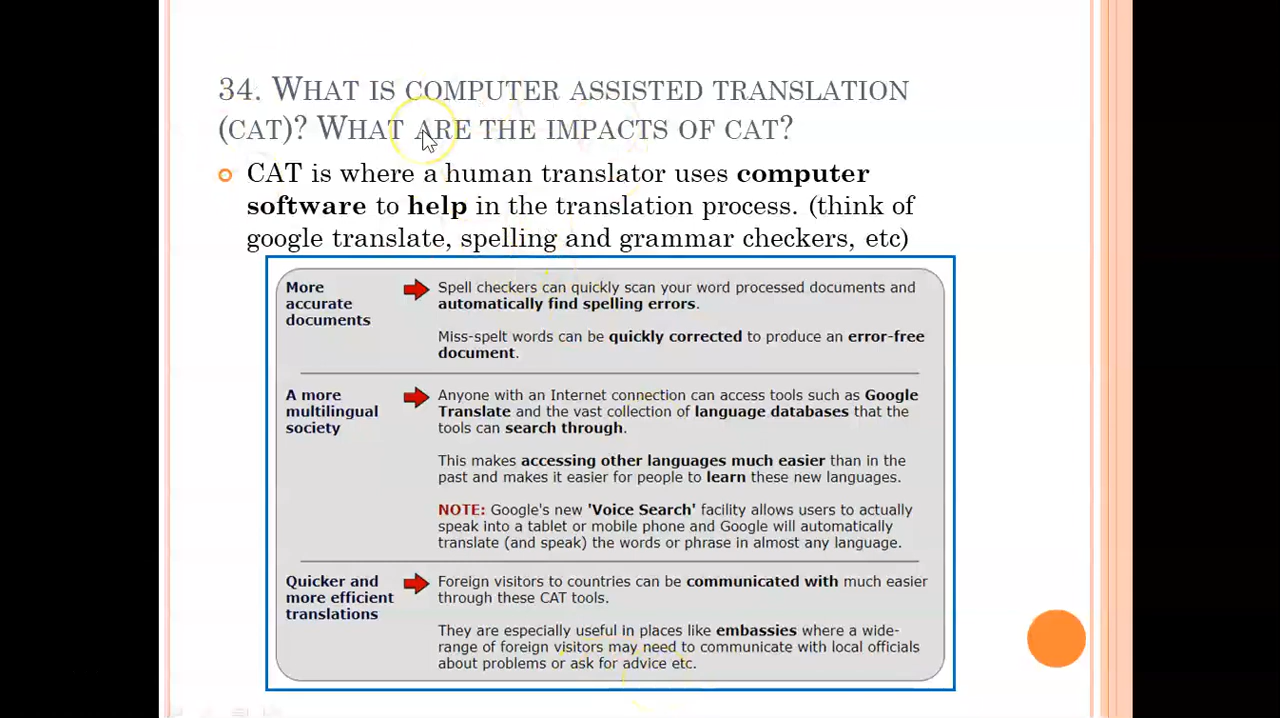 34. WHAT IS COMPUTER ASSISTED TRANSLATION
(CAT)? WHAT ARE THE IMPACTS OF CAT?
CAT is where a human translator uses computer
software to help in the translation process. (think of
google translate, spelling and grammar checkers, etc)
More
accurate
documents
Spell checkers can quickly scan your word processed documents and
automatically find spelling errors.
Miss-spelt words can be quickly corrected to produce an error-free
document.
A more
multilingual
society
Anyone with an Internet connection can access tools such as Google
Translate and the vast collection of language databases that the
tools can search through.
This makes accessing other languages much easier than in the
past and makes it easier for people to learn these new languages.
NOTE: Google's new 'Voice Search' facility allows users to actually
speak into a tablet or mobile phone and Google will automatically
translate (and speak) the words or phrase in almost any language.
Quicker and
more efficient
translations
Foreign visitors to countries can be communicated with much easier
through these CAT tools.
They are especially useful in places like embassies where a wide-
range of foreign visitors may need to communicate with local officials
about problems or ask for advice etc.